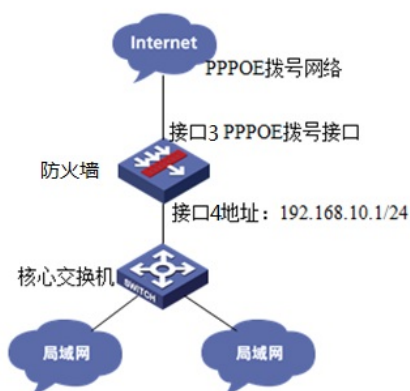 Internet
PPPOE拨号网络
接口3 PPPOE拨号接口
防火墙
接口4地址：192.168.10.1/24
核心交换机
SWITCH
局域网
局域网